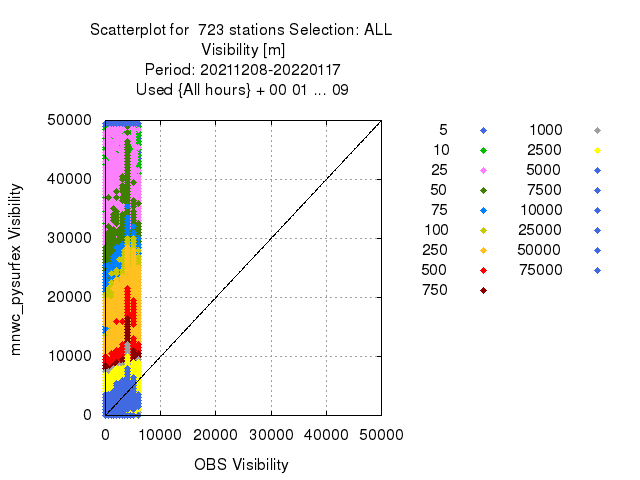 Scatterplot for 723 stations Selection: ALL
Visibility [m]
Period: 20211208-20220117
Used {All hours} + 00 01 ... 09
mnwc_pysurfex Visibility
50000
40000
30000
20000
10000
0
0 10000 20000 30000 40000 50000
OBS Visibility
5 1000
10 2500
25 5000
50 7500
75 10000
100 25000
250 50000
500 75000
750